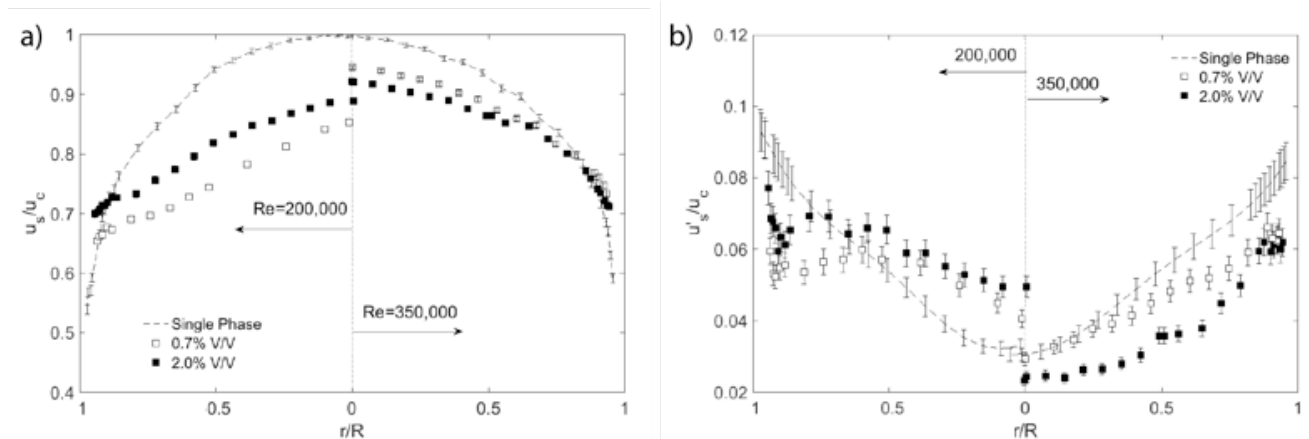 a)
1
0.9
0.8
0.7
0.6
0.5
0.4
u_s/u_c
Re=200,000
Re=350,000
Single Phase
0.7% V/V
2.0% V/V
1 0.5 0 0.5 1
r/R
b)
0.12
0.1
0.08
0.06
0.04
0.02
u'_s/u_c
200,000
350,000
Single Phase
0.7% V/V
2.0% V/V
1 0.5 0 0.5 1
r/R